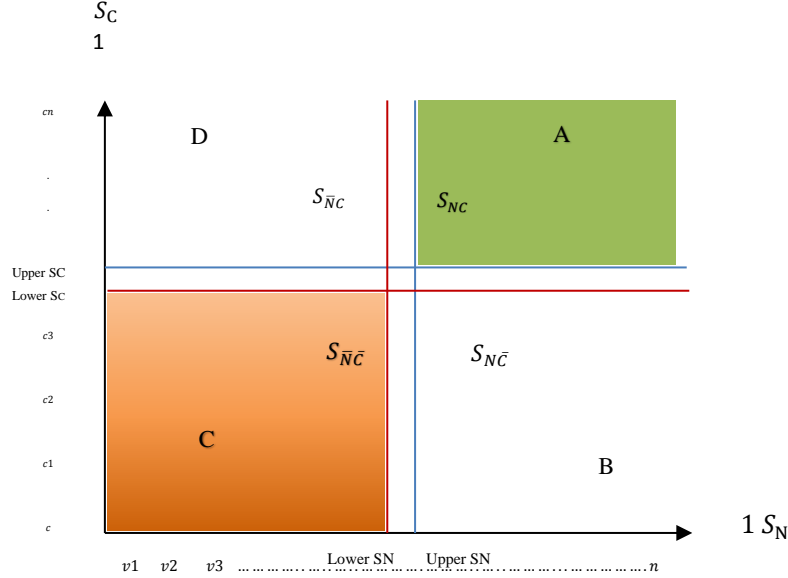 S_C
1
cn
D
A
.
S_N̄C
S_NC
.
Upper SC
Lower SC
c3
S_N̄C̄
S_NC̄
c2
C
c1
B
c
1 S_N
Lower SN
Upper SN
v1 v2 v3 ……………………………………………………………… n